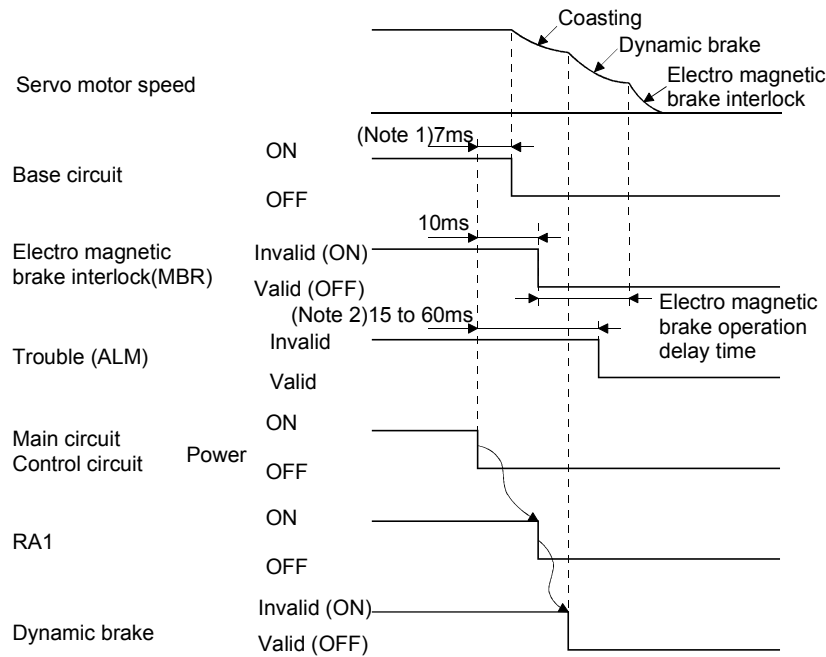 Coasting
Dynamic brake
Servo motor speed
Electro magnetic
brake interlock
(Note 1)7ms
Base circuit
ON
OFF
10ms
Electro magnetic
brake interlock(MBR)
Invalid (ON)
Valid (OFF)
Electro magnetic
brake operation
delay time
(Note 2)15 to 60ms
Trouble (ALM)
Invalid
Valid
Main circuit
Control circuit
Power
ON
OFF
RA1
ON
OFF
Dynamic brake
Invalid (ON)
Valid (OFF)